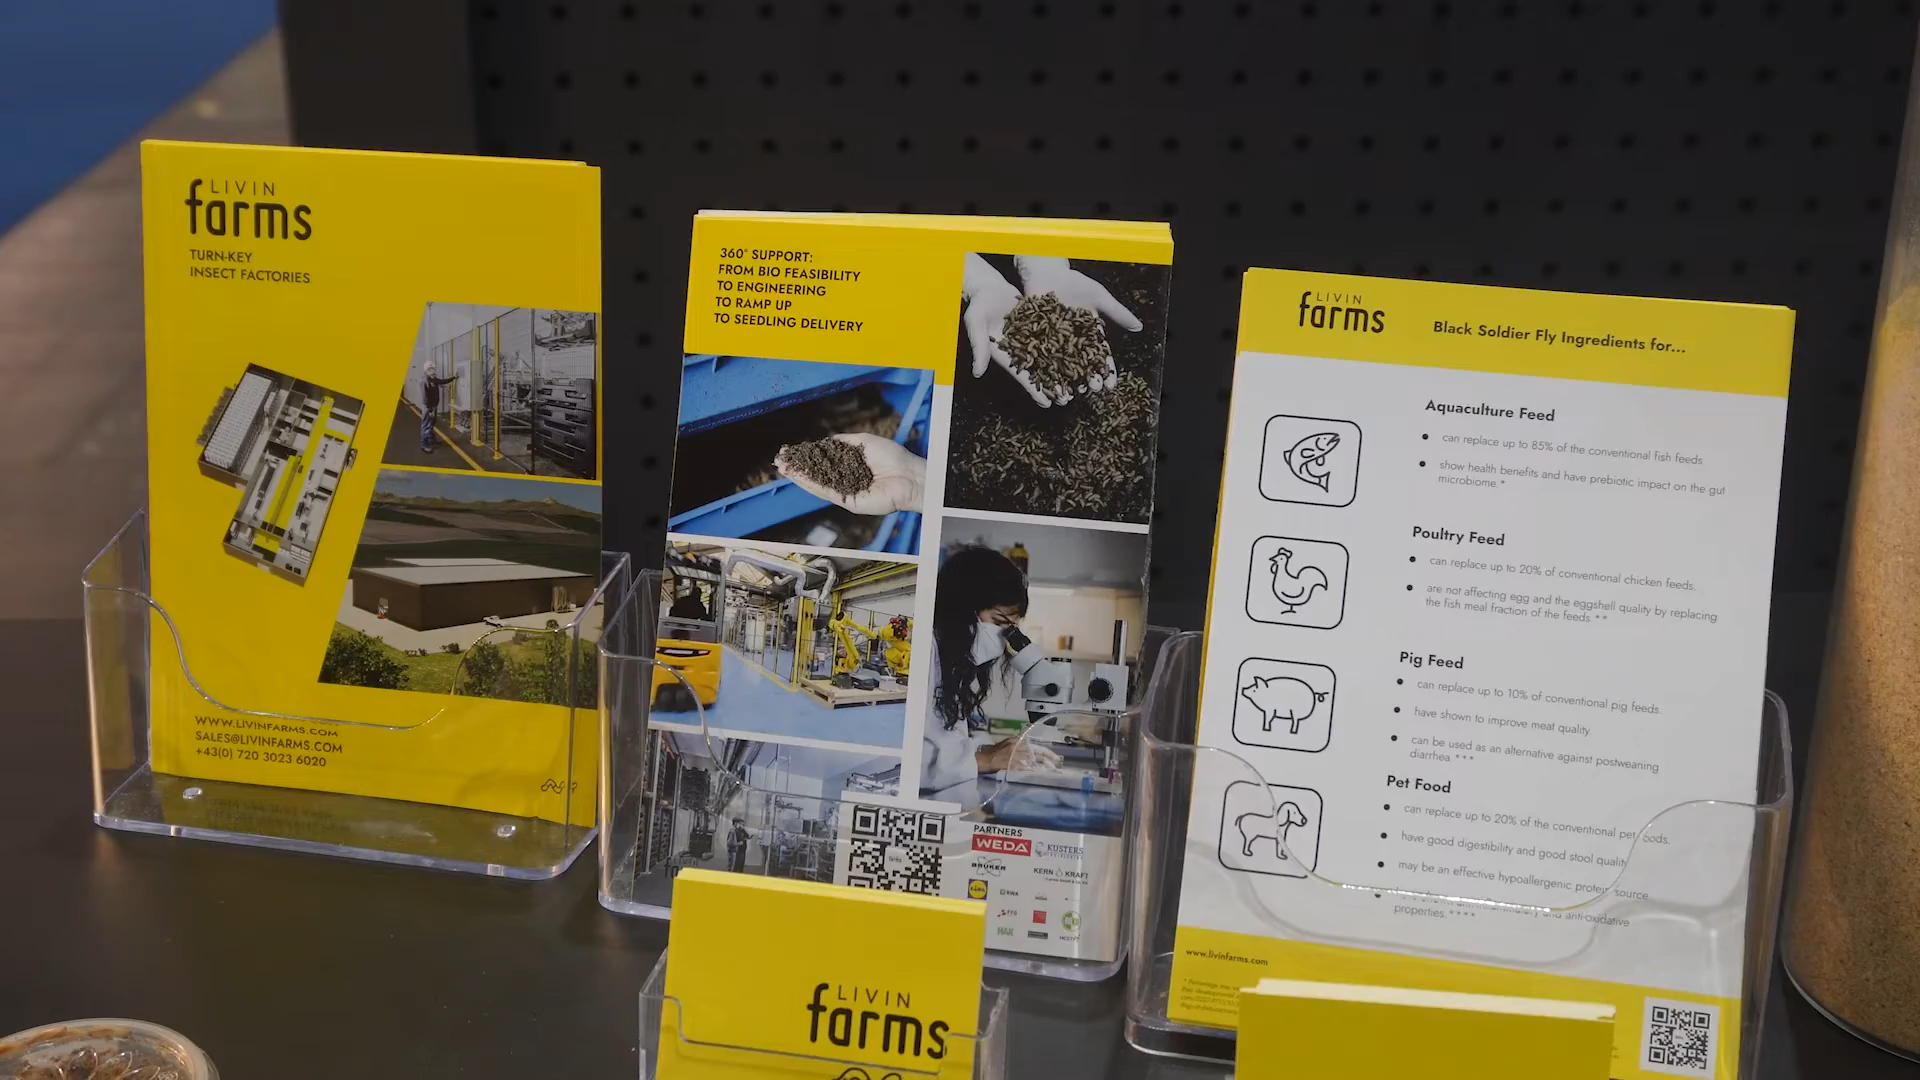 LIVIN
farms
TURN-KEY
INSECT FACTORIES
WWW.LIVINFARMS.COM
SALES@LIVINFARMS.COM
+43(0) 720 3023 6020
360° SUPPORT:
FROM BIO FEASIBILITY
TO ENGINEERING
TO RAMP UP
TO SEEDLING DELIVERY
PARTNERS
WEDA
KÜSTERS
BRUKER
KERN & KRAFT
LIVIN
farms
LIVIN
farms
Black Soldier Fly Ingredients for...
Aquaculture Feed
• can replace up to 85% of the conventional fish feeds
• show health benefits and have prebiotic impact on the gut
microbiome.*
Poultry Feed
• can replace up to 20% of conventional chicken feeds.
• are not affecting egg and the eggshell quality by replacing
the fish meal fraction of the feeds.**
Pig Feed
• can replace up to 10% of conventional pig feeds.
• have shown to improve meat quality.
• can be used as an alternative against postweaning
diarrhea.***
Pet Food
• can replace up to 20% of the conventional pet foods.
• have good digestibility and good stool quality
• may be an effective hypoallergenic protein source
and anti-oxidative
properties.****
www.livinfarms.com